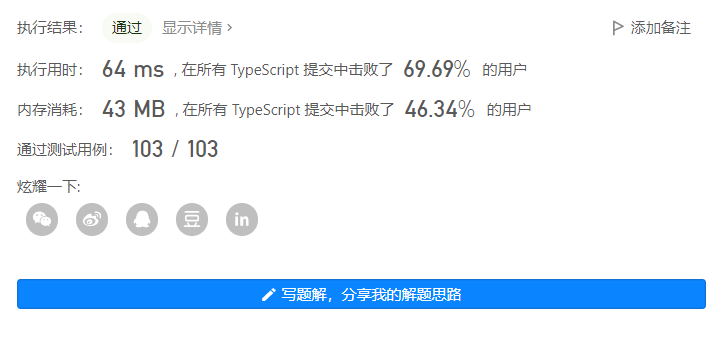 执行结果： 通过 显示详情 > 添加备注
执行用时： 64 ms , 在所有 TypeScript 提交中击败了 69.69% 的用户
内存消耗： 43 MB , 在所有 TypeScript 提交中击败了 46.34% 的用户
通过测试用例： 103 / 103
炫耀一下:
豆 in
写题解，分享我的解题思路